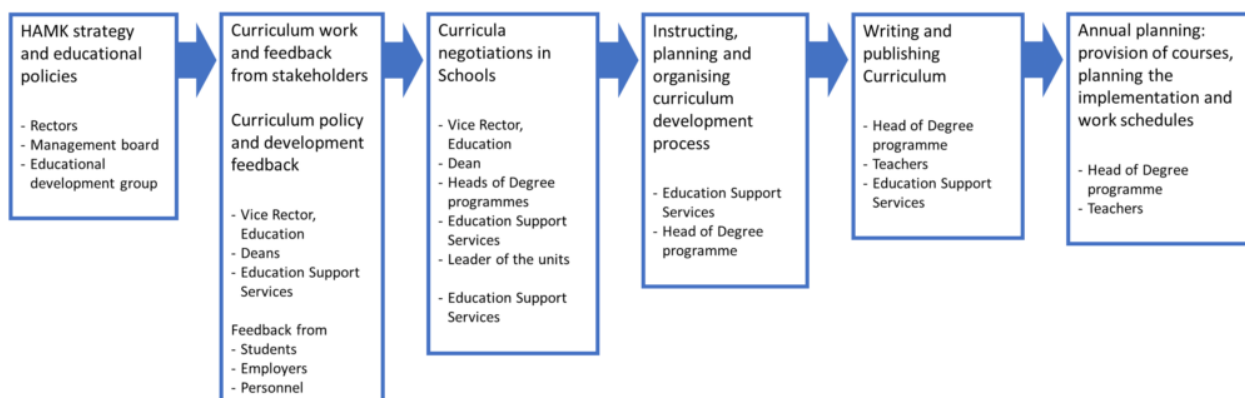 HAMK strategy
and educational
policies
- Rectors
- Management board
- Educational
development group
Curriculum work
and feedback
from stakeholders
Curriculum policy
and development
feedback
- Vice Rector,
Education
- Deans
- Education Support
Services
Feedback from
- Students
- Employers
- Personnel
Curricula
negotiations in
Schools
- Vice Rector,
Education
- Dean
- Heads of Degree
programmes
- Education Support
Services
- Leader of the units
- Education Support
Services
Instructing,
planning and
organising
curriculum
development
process
- Education Support
Services
- Head of Degree
programme
Writing and
publishing
Curriculum
- Head of Degree
programme
- Teachers
- Education Support
Services
Annual planning:
provision of courses,
planning the
implementation and
work schedules
- Head of Degree
programme
- Teachers